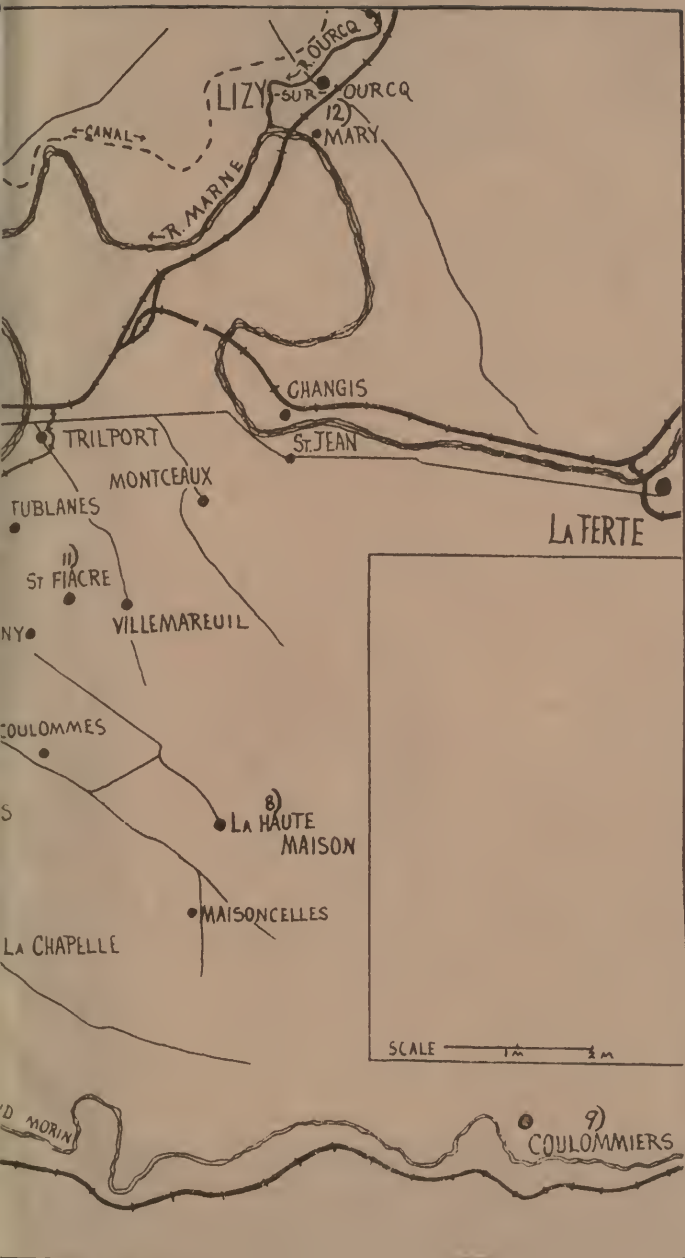 R. OURCQ
LIZY-SUR-OURCQ
12)
MARY
CANAL
R. MARNE
CHANGIS
TRILPORT
ST. JEAN
MONTCEAUX
FUBLANES
LA FERTE
11)
ST FIACRE
VILLEMAREUIL
NY
COULOMMES
8)
S
LA HAUTE
MAISON
MAISONCELLES
LA CHAPELLE
SCALE 1 M 2 M
D MORIN
9)
COULOMMIERS